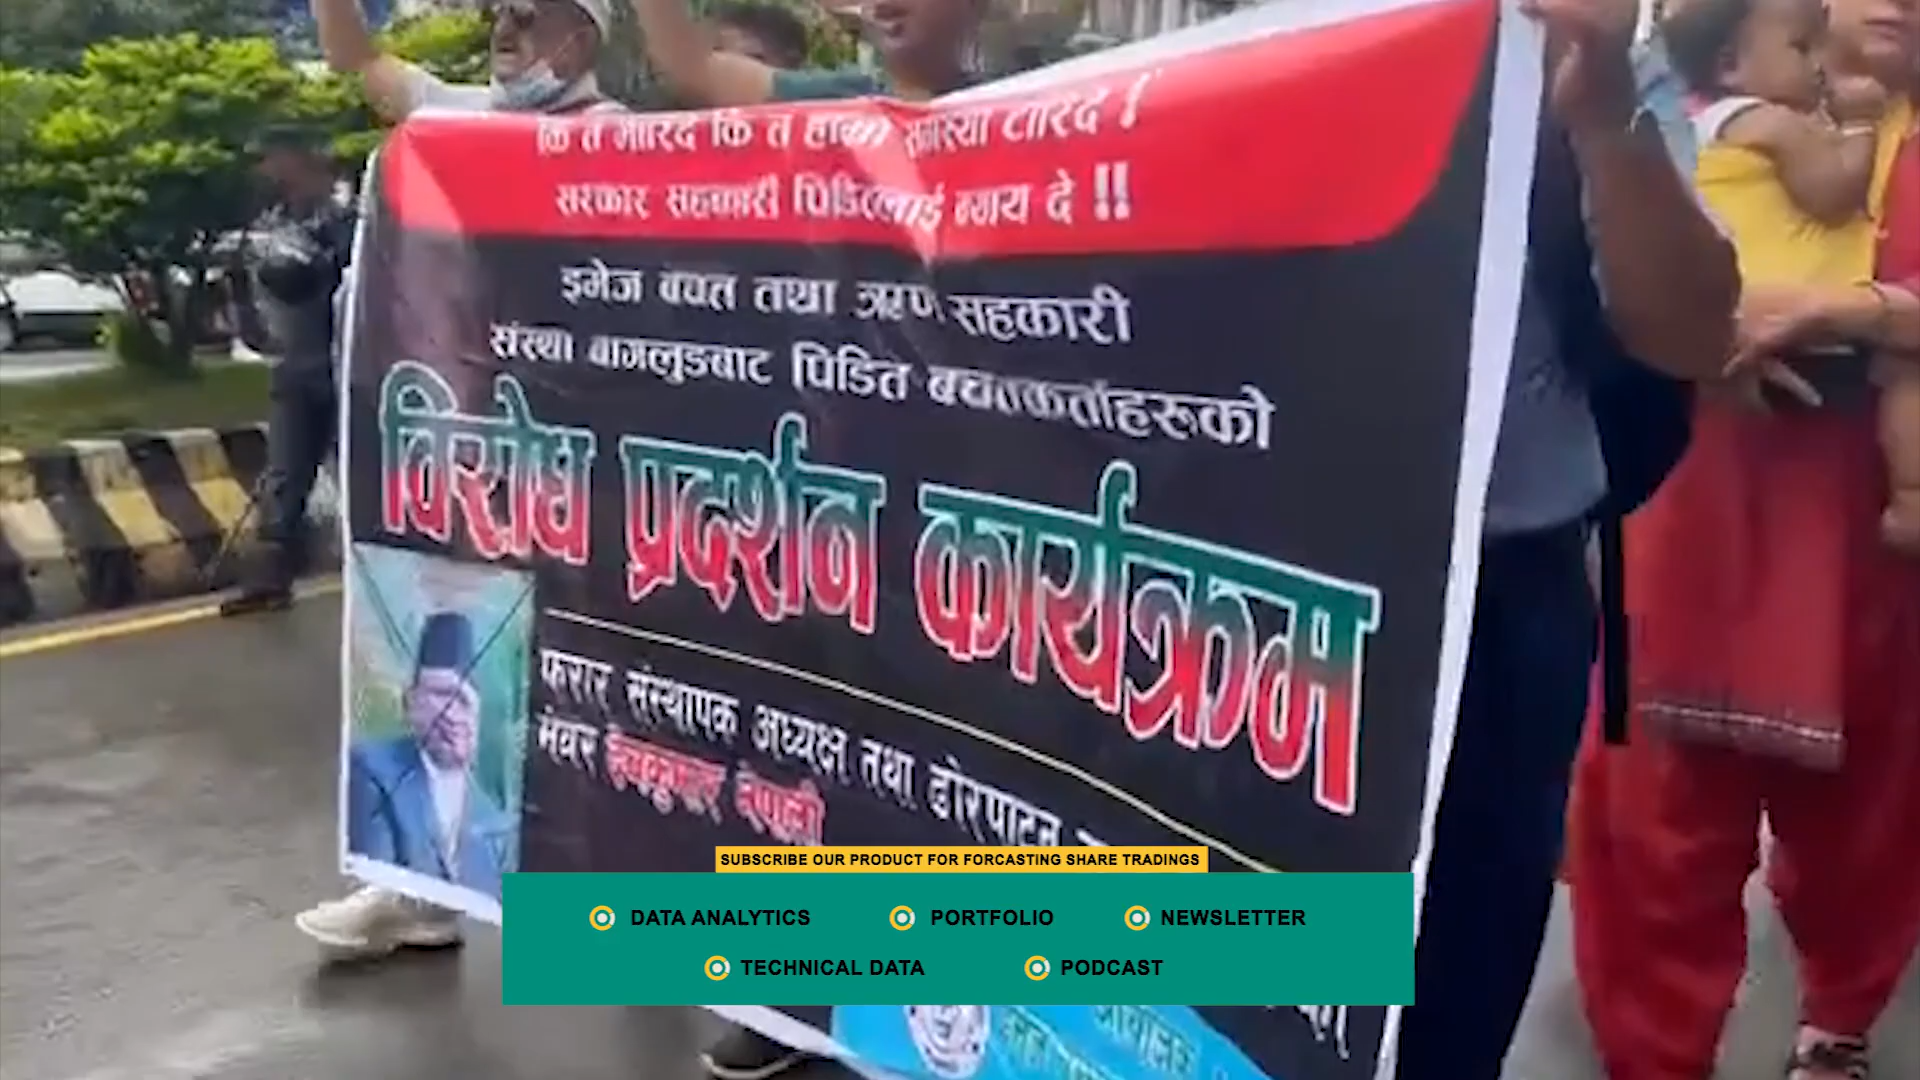 कि त मारिदे कि त हाम्रो समस्या टारिदे !
सरकार सहकारी पिडितलाई न्याय दे !!
इमेज बचत तथा ऋण सहकारी
संस्था बागलुङबाट पिडित बचतकर्ताहरूको
विरोध प्रदर्शन कार्यक्रम
फरार संस्थापक अध्यक्ष तथा ढोरपाटन
मेयर देवकुमार नेपाली
SUBSCRIBE OUR PRODUCT FOR FORCASTING SHARE TRADINGS
DATA ANALYTICS PORTFOLIO NEWSLETTER
TECHNICAL DATA PODCAST